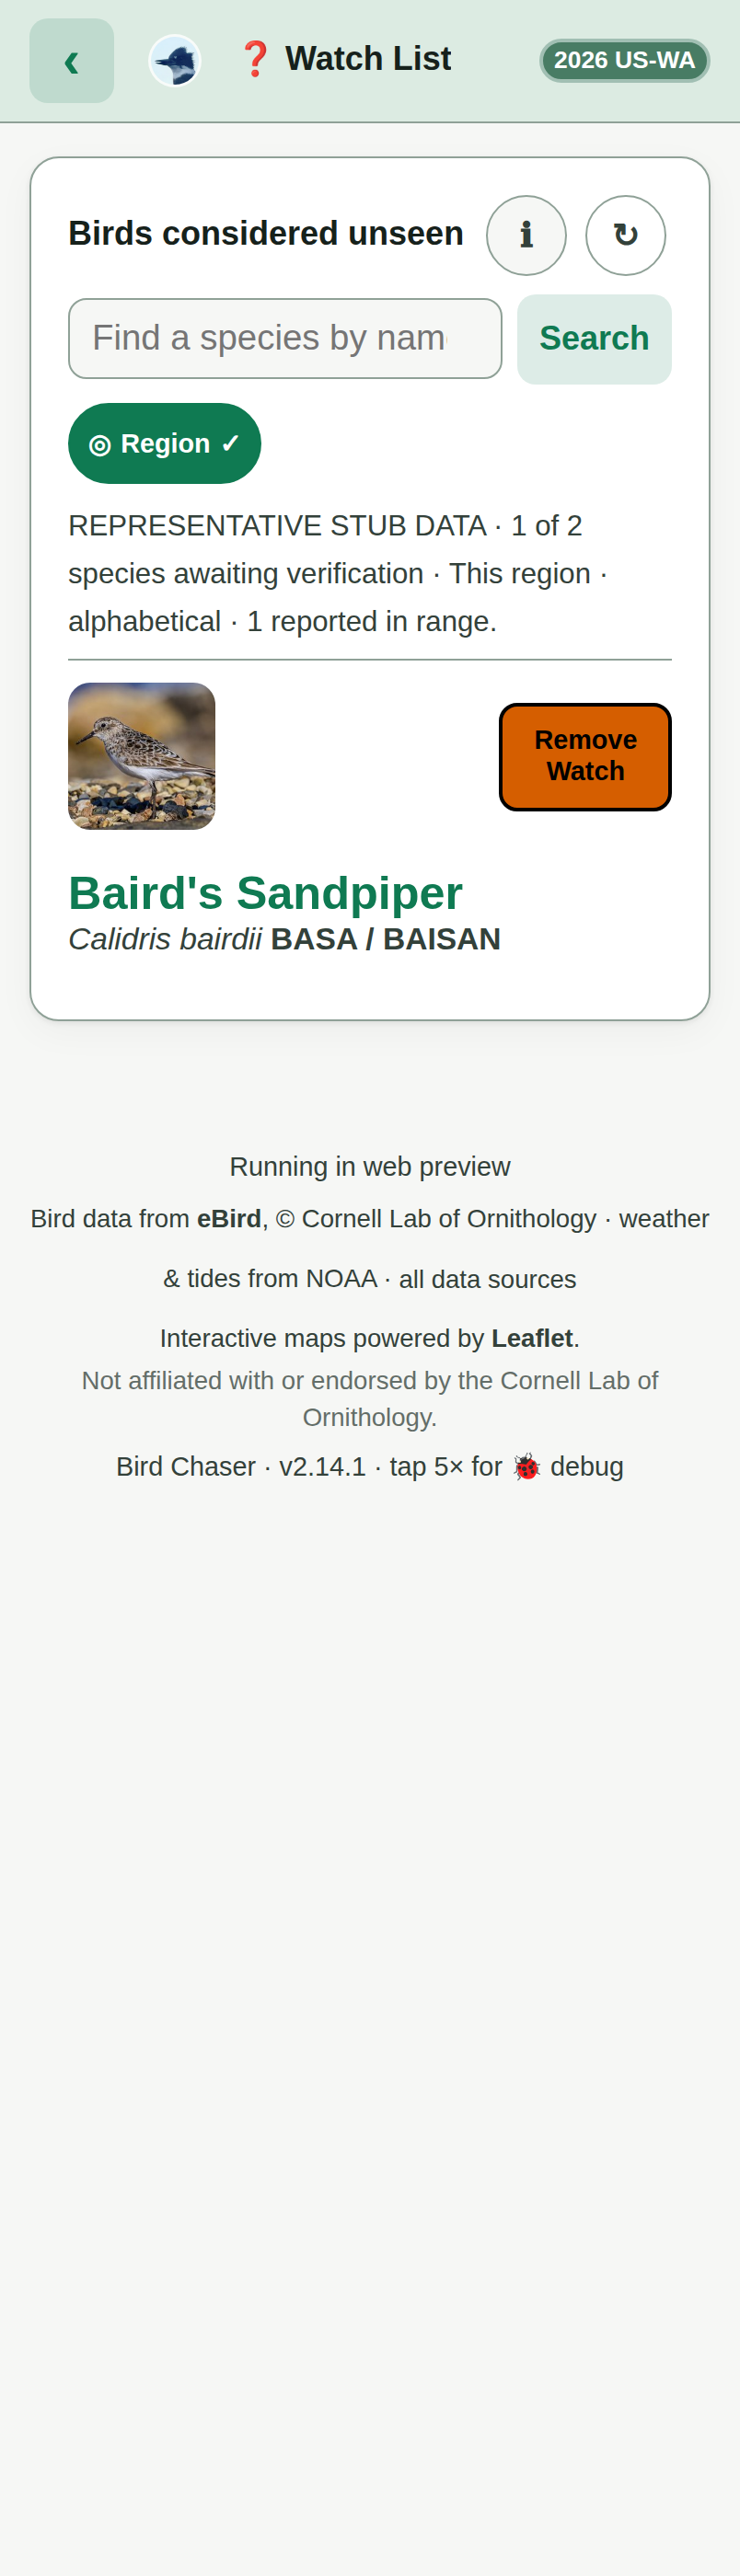 ‹ ❓ Watch List 2026 US-WA
Birds considered unseen ℹ ↻
Find a species by nam
Search
◎ Region ✓
REPRESENTATIVE STUB DATA · 1 of 2
species awaiting verification · This region ·
alphabetical · 1 reported in range.
Remove
Watch
Baird's Sandpiper
Calidris bairdii BASA / BAISAN
Running in web preview
Bird data from eBird, © Cornell Lab of Ornithology · weather
& tides from NOAA · all data sources
Interactive maps powered by Leaflet.
Not affiliated with or endorsed by the Cornell Lab of
Ornithology.
Bird Chaser · v2.14.1 · tap 5× for 🐞 debug